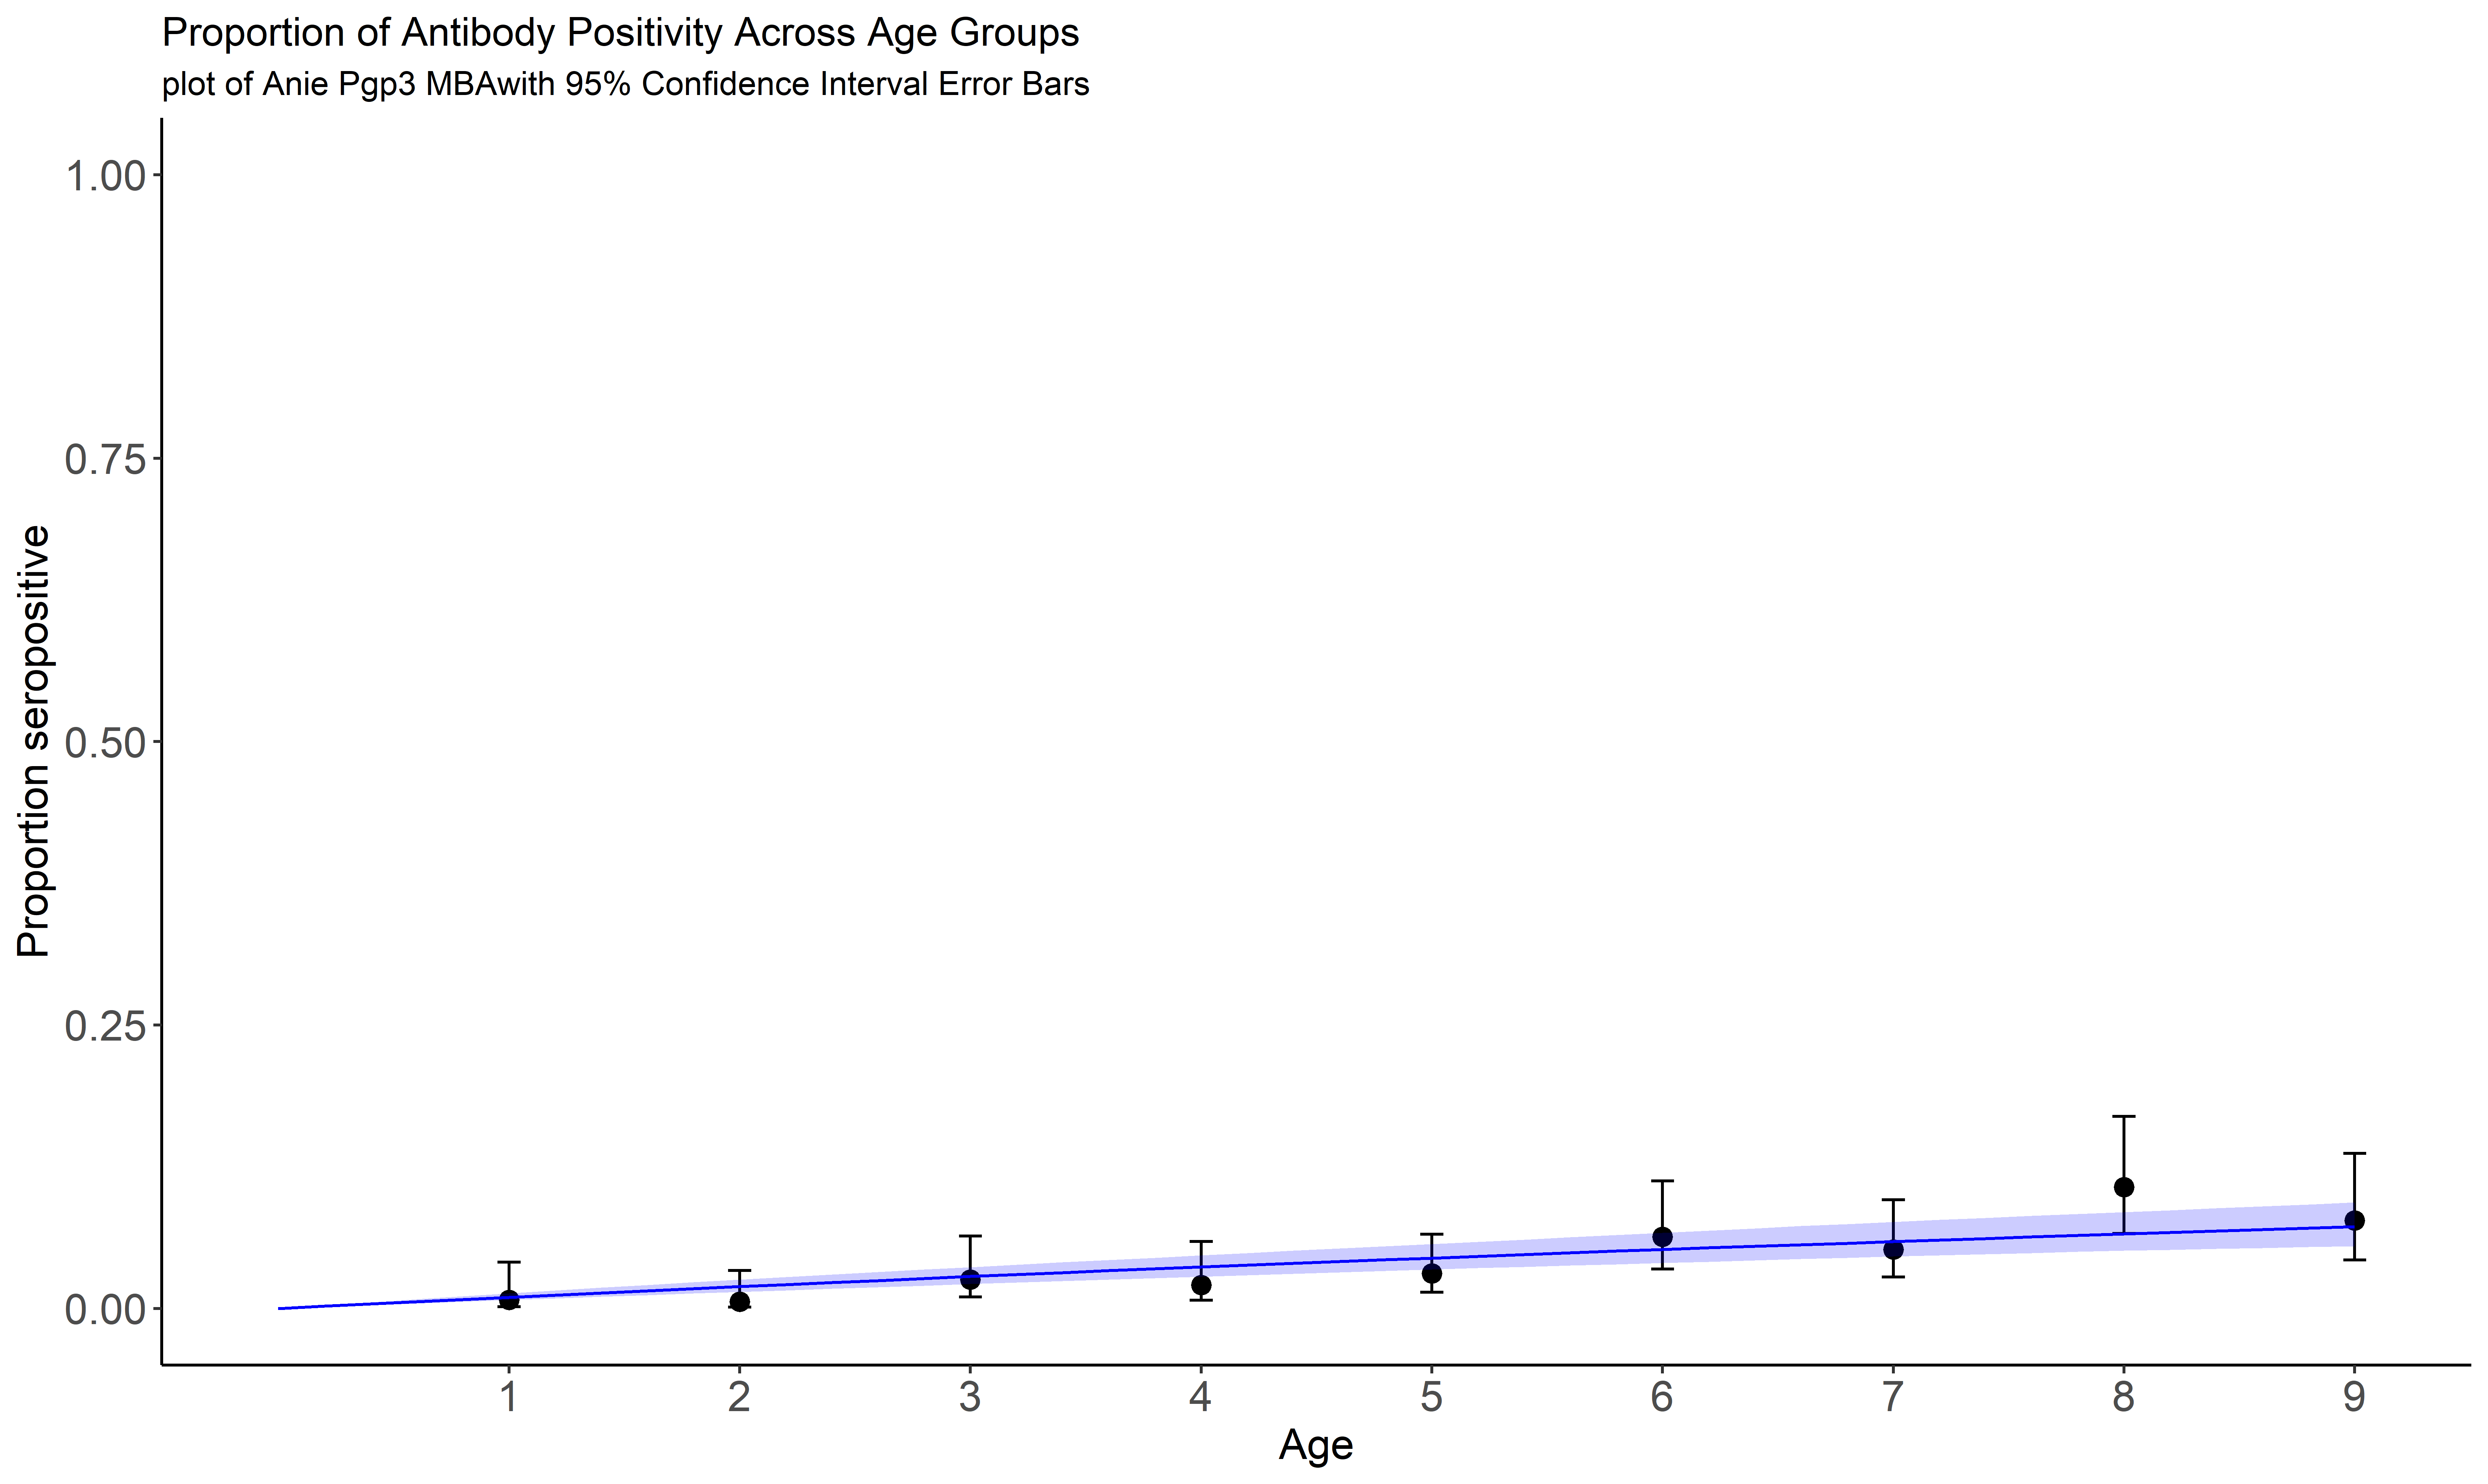 Proportion of Antibody Positivity Across Age Groups
plot of Anie Pgp3 MBAwith 95% Confidence Interval Error Bars
1.00
0.75
0.50
0.25
0.00
Proportion seropositive
1 2 3 4 5 6 7 8 9
Age